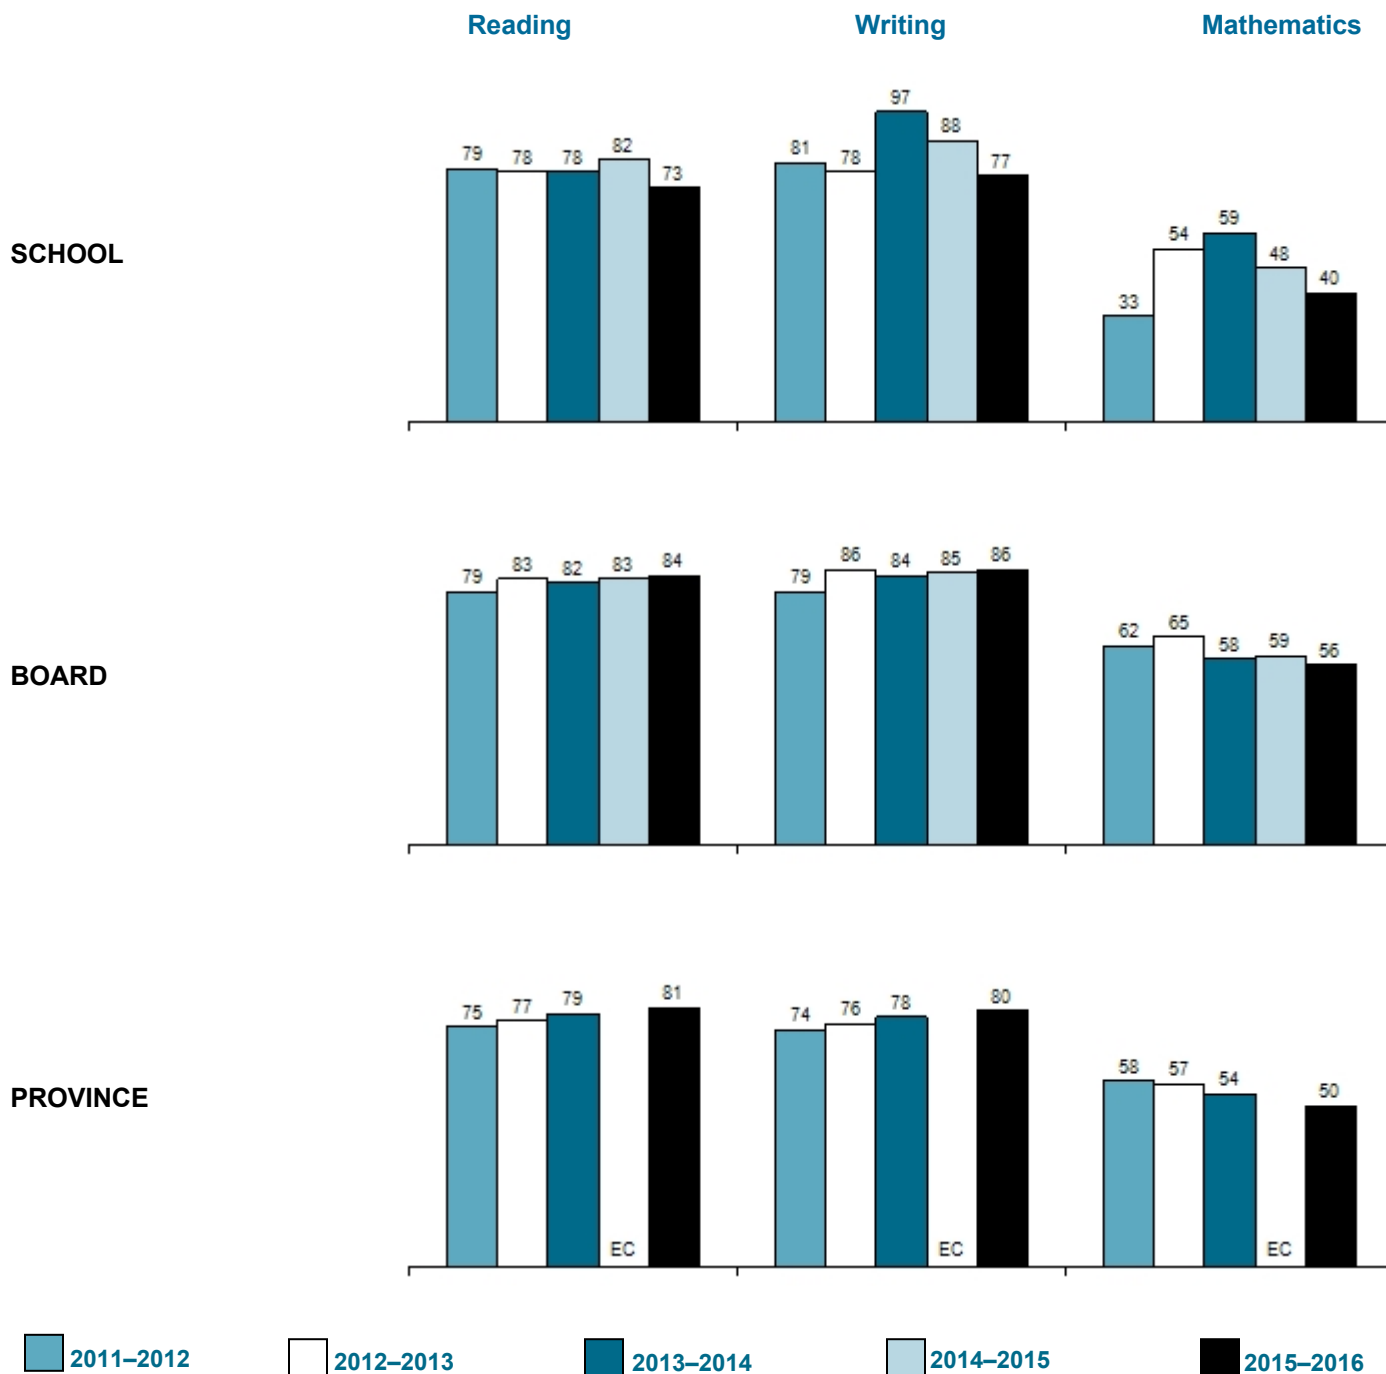 Reading Writing Mathematics
SCHOOL
79 78 78 82 73 81 78 97 88 77 33 54 59 48 40
BOARD
79 83 82 83 84 79 86 84 85 86 62 65 58 59 56
PROVINCE
75 77 79 EC 81 74 76 78 EC 80 58 57 54 EC 50
2011–2012 2012–2013 2013–2014 2014–2015 2015–2016